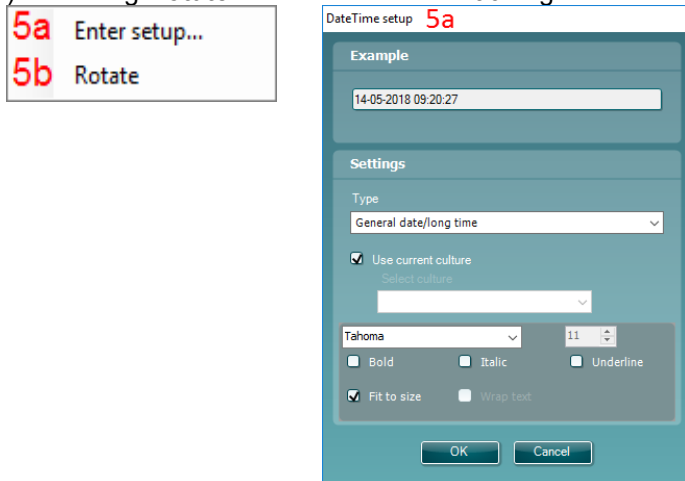 5a Enter setup...
5b Rotate
DateTime setup 5a
Example
14-05-2018 09:20:27
Settings
Type
General date/long time
Use current culture
Select culture
Tahoma 11
Bold Italic Underline
Fit to size Wrap text
OK Cancel